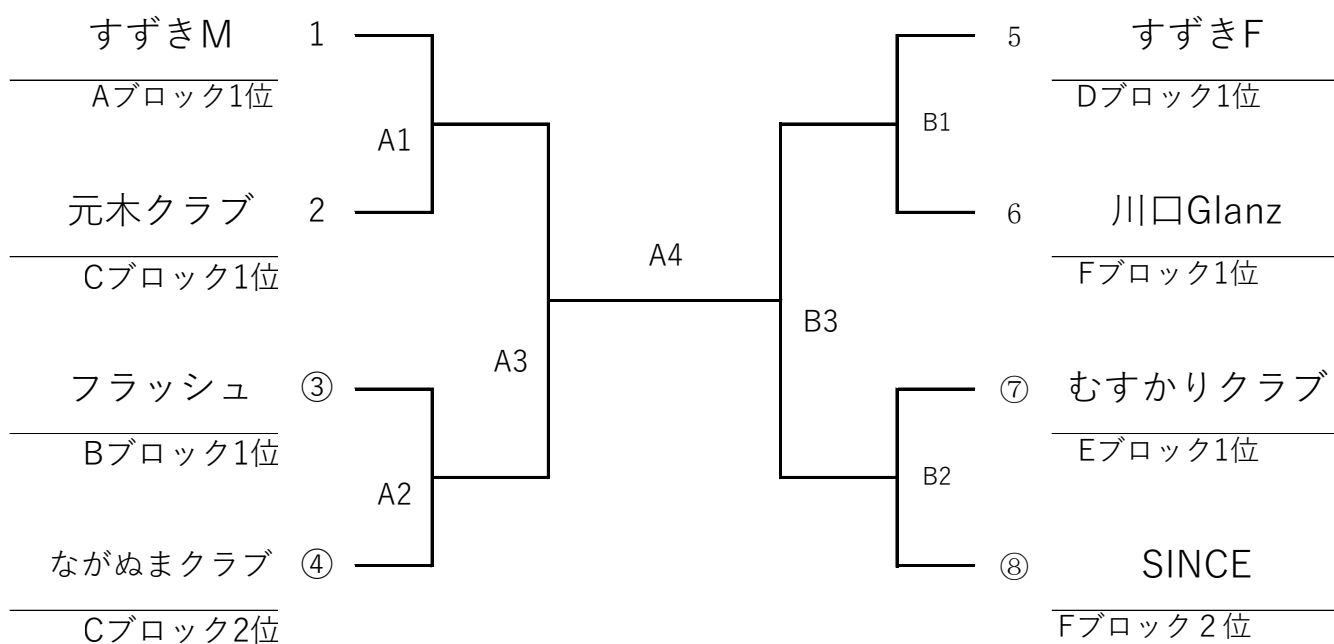 すずきM 1
Aブロック1位
A1
元木クラブ 2
Cブロック1位
フラッシュ ③
Bブロック1位
A2
ながぬまクラブ ④
Cブロック2位
A3
A4
B3
5 すずきF
Dブロック1位
B1
6 川口Glanz
Fブロック1位
⑦ むすかりクラブ
Eブロック1位
B2
⑧ SINCE
Fブロック２位